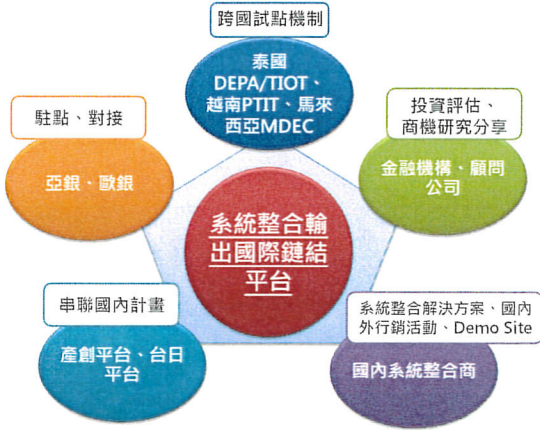 跨國試點機制
泰國
DEPA/TIOT、
越南PTIT、馬來
西亞MDEC
駐點、對接
亞銀、歐銀
投資評估、
商機研究分享
金融機構、顧問
公司
系統整合輸
出國際鏈結
平台
串聯國內計畫
產創平台、台日
平台
系統整合解決方案、國內
外行銷活動、Demo Site
國內系統整合商